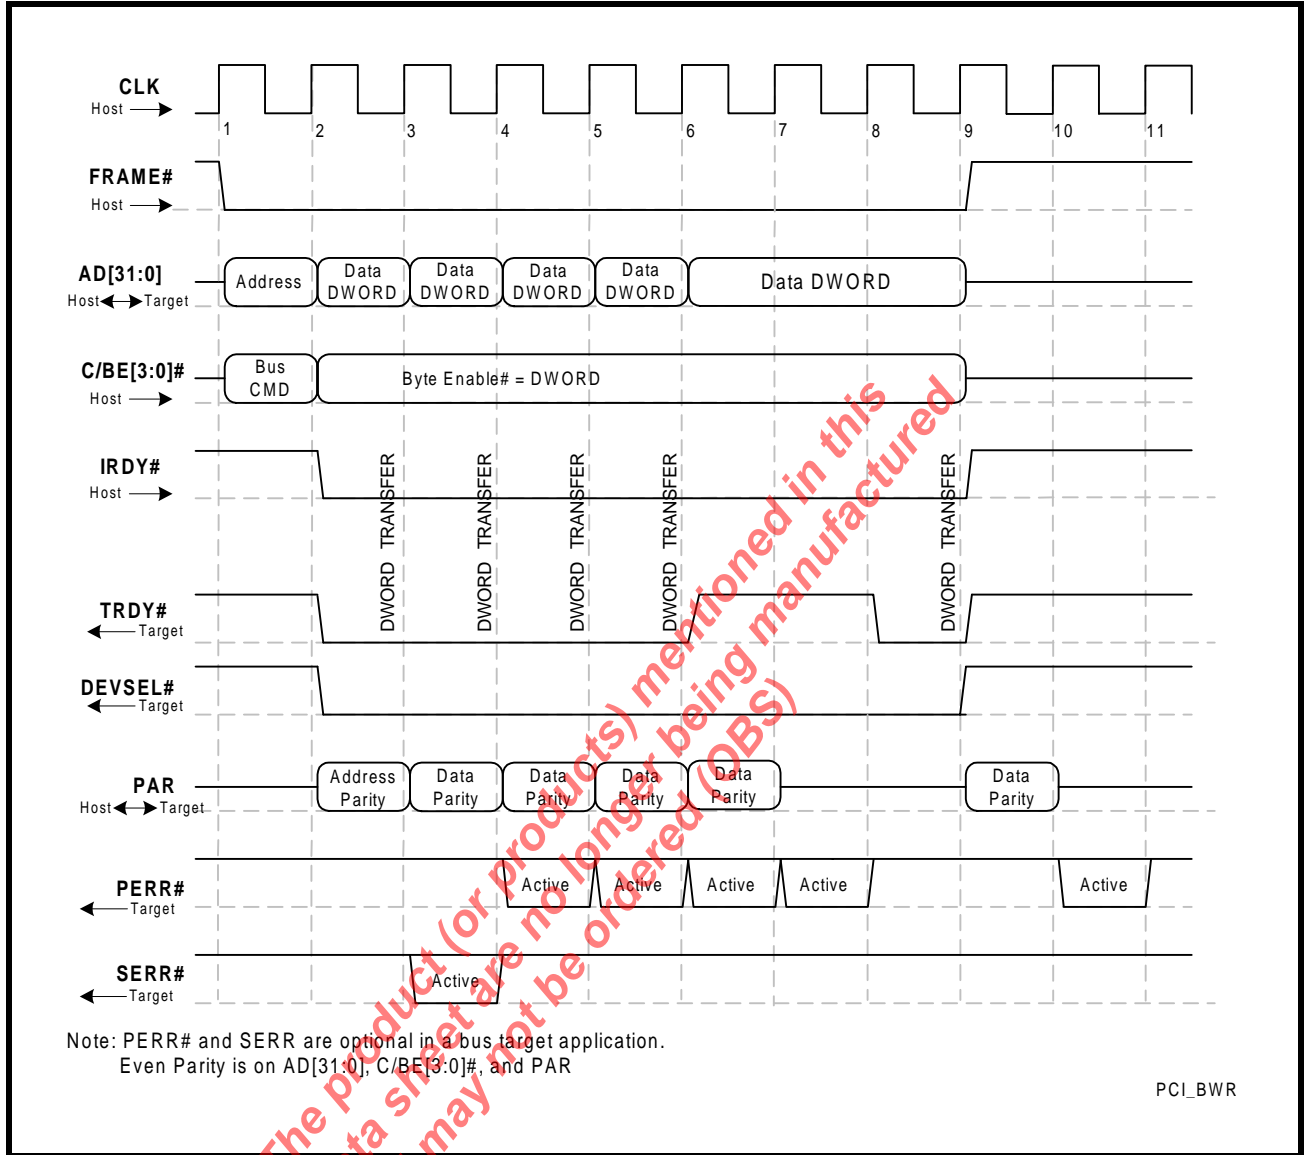 CLK
Host
1 2 3 4 5 6 7 8 9 10 11
FRAME#
Host
AD[31:0]
Host Target
Address
Data
DWORD
Data
DWORD
Data
DWORD
Data
DWORD
Data DWORD
C/BE[3:0]#
Host
Bus
CMD
Byte Enable# = DWORD
IRDY#
Host
DWORD TRANSFER
DWORD TRANSFER
DWORD TRANSFER
DWORD TRANSFER
DWORD TRANSFER
TRDY#
Target
DEVSEL#
Target
PAR
Host Target
Address
Parity
Data
Parity
Data
Parity
Data
Parity
Data
Parity
Data
Parity
PERR#
Target
Active
Active
Active
Active
Active
SERR#
Target
Active
Note: PERR# and SERR are optional in a bus target application.
Even Parity is on AD[31:0], C/BE[3:0]#, and PAR
PCI_BWR
The product (or products) mentioned in this
ta sheet are no longer being manufactured
may not be ordered (OBS)